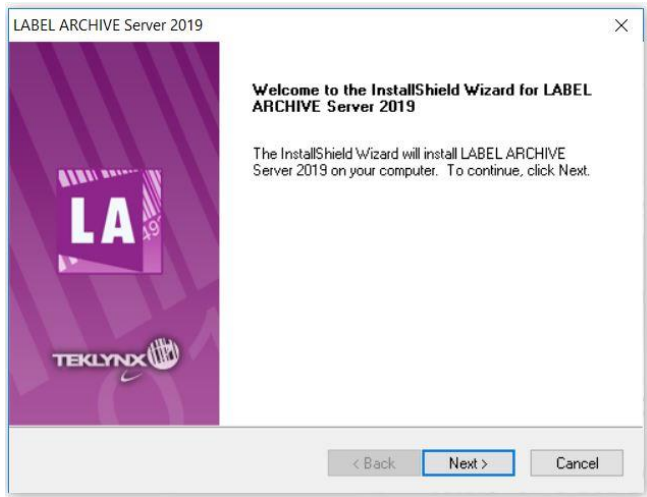 LABEL ARCHIVE Server 2019
Welcome to the InstallShield Wizard for LABEL
ARCHIVE Server 2019
The InstallShield Wizard will install LABEL ARCHIVE
Server 2019 on your computer. To continue, click Next.
LA
TEKLYNX
< Back
Next >
Cancel